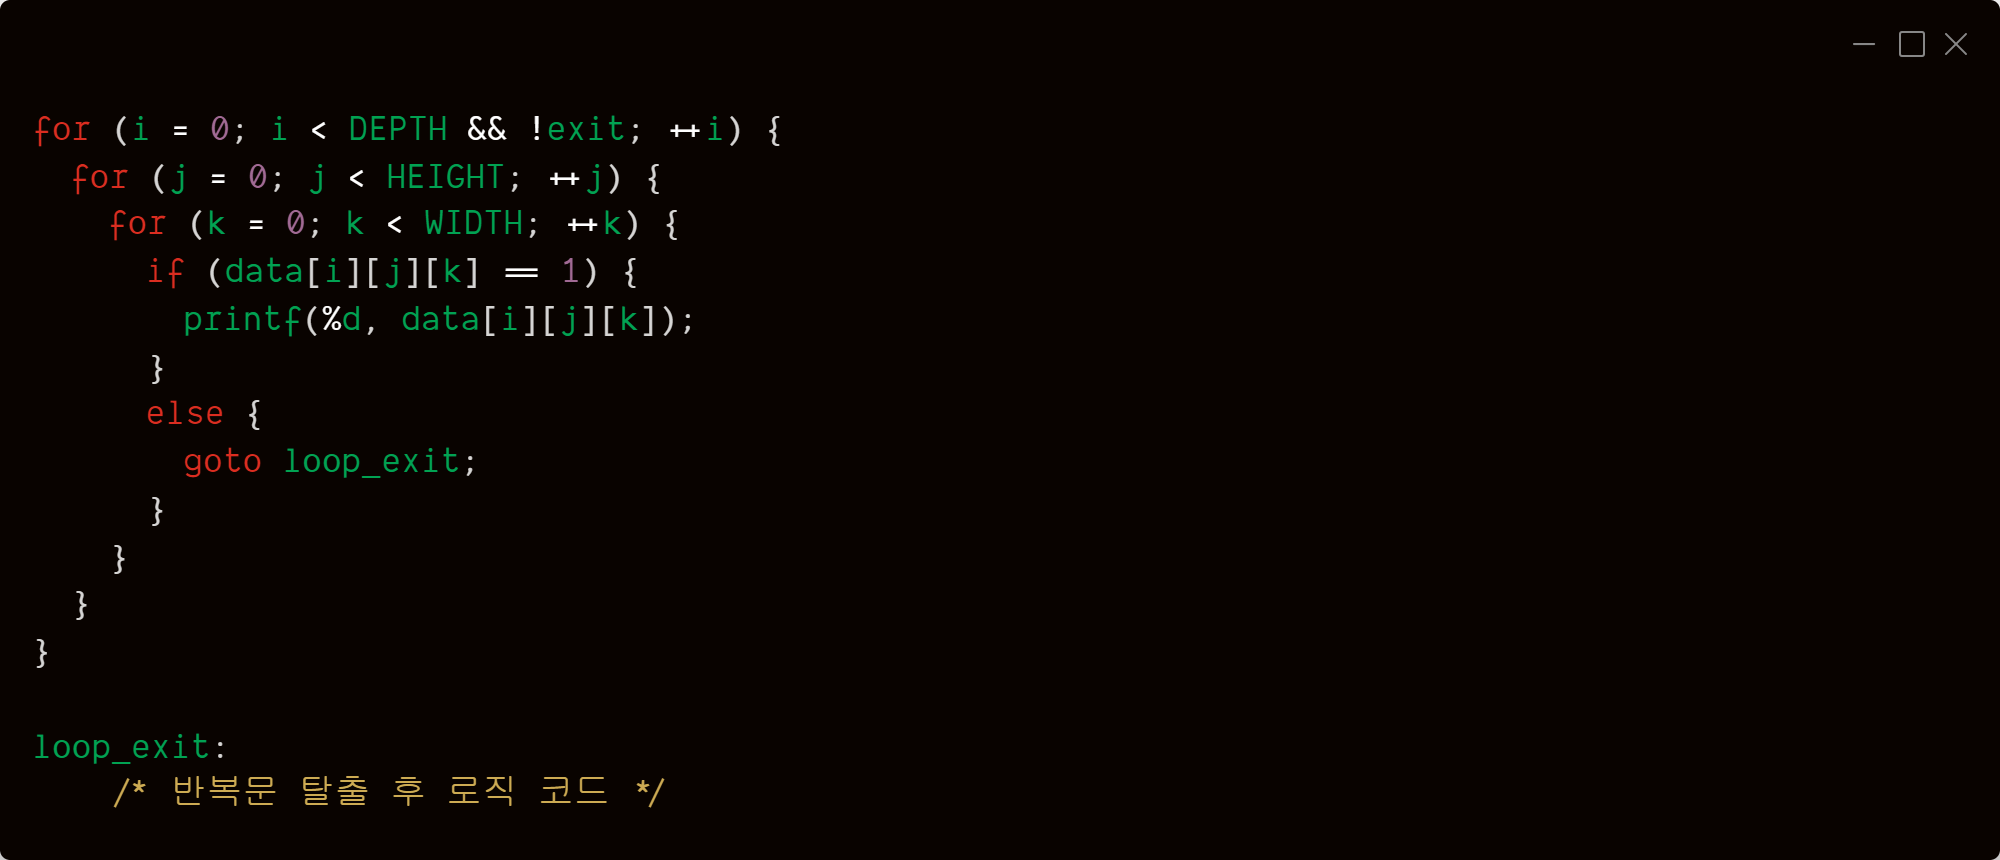 for (i = 0; i < DEPTH && !exit; ++i) {
  for (j = 0; j < HEIGHT; ++j) {
    for (k = 0; k < WIDTH; ++k) {
      if (data[i][j][k] == 1) {
        printf(%d, data[i][j][k]);
      }
      else {
        goto loop_exit;
      }
    }
  }
}

loop_exit:
    /* 반복문 탈출 후 로직 코드 */